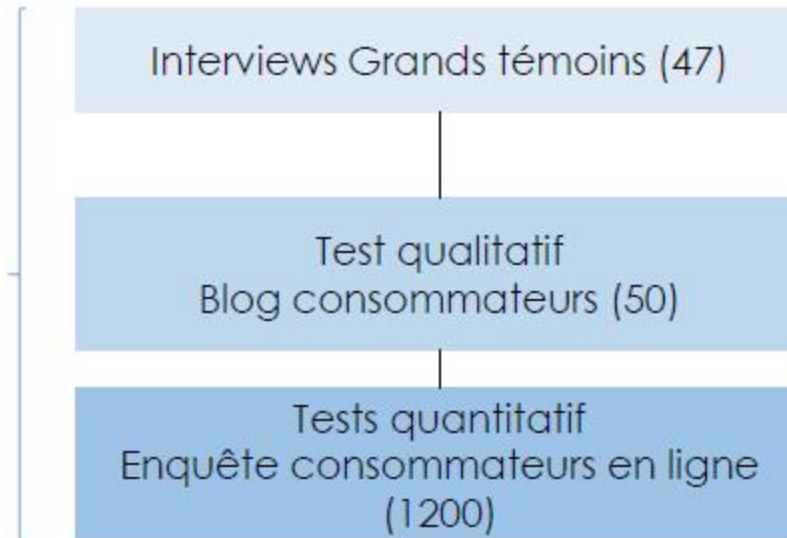 Interviews Grands témoins (47)
Test qualitatif
Blog consommateurs (50)
Tests quantitatif
Enquête consommateurs en ligne
(1200)